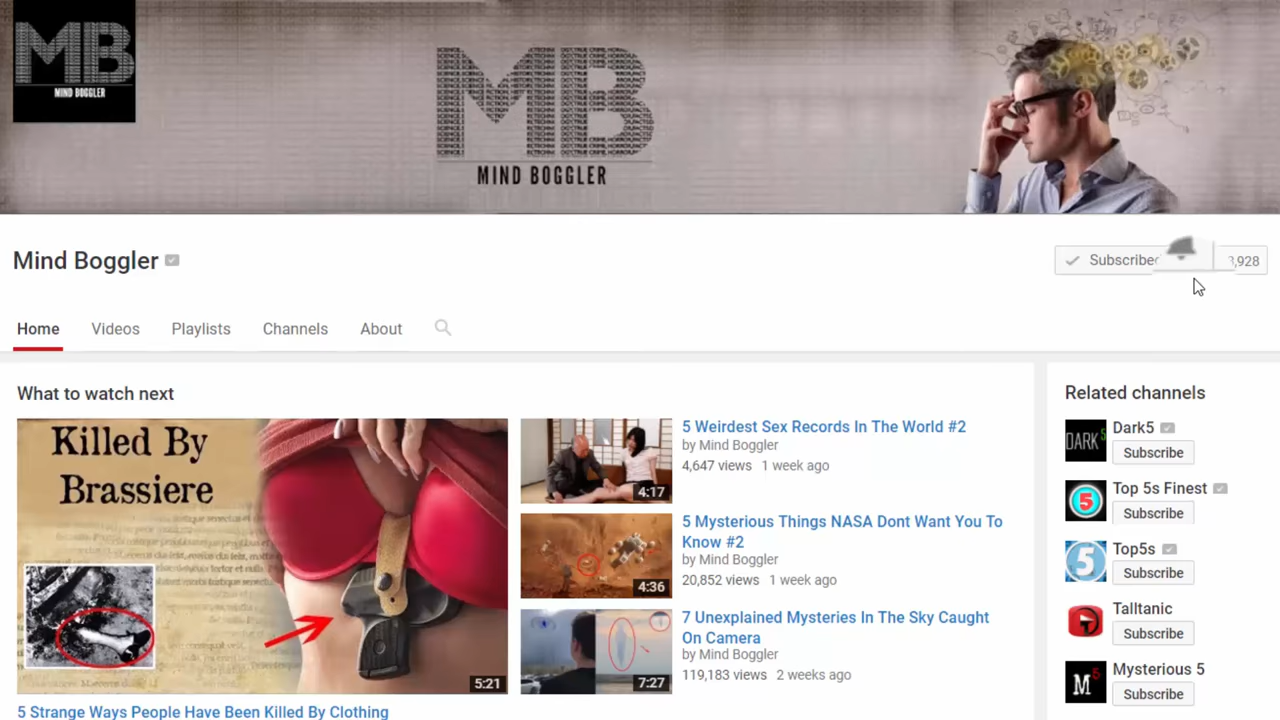 MB
MIND BOGGLER
MB
MIND BOGGLER
Mind Boggler
Subscribed
3,928
Home
Videos
Playlists
Channels
About
What to watch next
Related channels
Killed By
Brassiere
5:21
5 Strange Ways People Have Been Killed By Clothing
4:17
5 Weirdest Sex Records In The World #2
by Mind Boggler
4,647 views 1 week ago
4:36
5 Mysterious Things NASA Dont Want You To
Know #2
by Mind Boggler
20,852 views 1 week ago
7:27
7 Unexplained Mysteries In The Sky Caught
On Camera
by Mind Boggler
119,183 views 2 weeks ago
DARK5
Dark5
Subscribe
5
Top 5s Finest
Subscribe
5
Top5s
Subscribe
Talltanic
Subscribe
M5
Mysterious 5
Subscribe